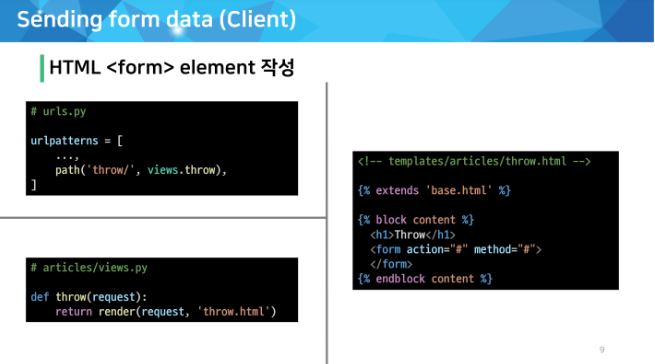 Sending form data (Client)
HTML <form> element 작성
# urls.py
urlpatterns = [
    ...,
    path('throw/', views.throw),
]
# articles/views.py
def throw(request):
    return render(request, 'throw.html')
<!-- templates/articles/throw.html -->
{% extends 'base.html' %}
{% block content %}
  <h1>Throw</h1>
  <form action="#" method="#">
  </form>
{% endblock content %}
9